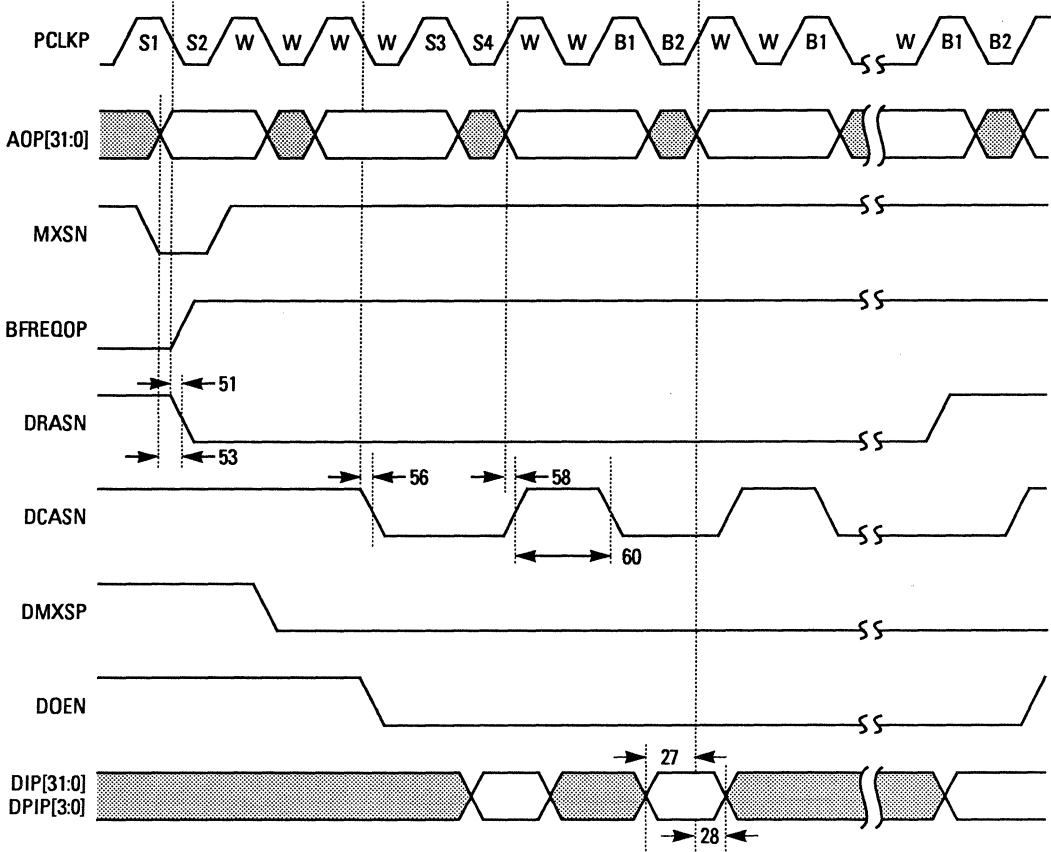 PCLKP S1 S2 W W W W S3 S4 W W B1 B2 W W B1 W B1 B2
AOP[31:0]
MXSN
BFREQOP
51
DRASN
53
56 58
DCASN
60
DMXSP
DOEN
27
DIP[31:0]
DPIP[3:0]
28